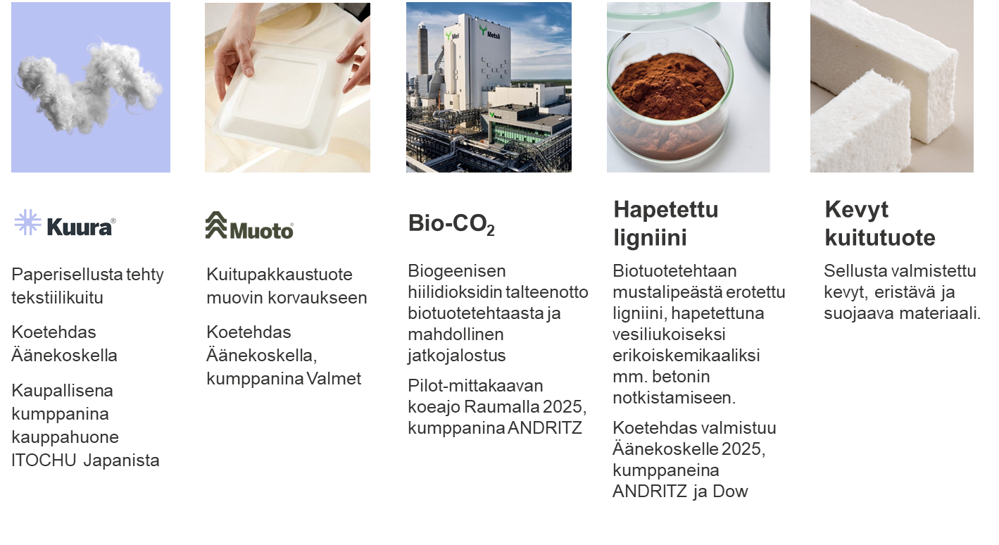 Metsä
Kuura®
Paperisellusta tehty
tekstiilikuitu
Koetehdas
Äänekoskella
Kaupallisena
kumppanina
kauppahuone
ITOCHU Japanista
Muoto®
Kuitupakkaustuote
muovin korvaukseen
Koetehdas
Äänekoskella,
kumppanina Valmet
Bio-CO₂
Biogeenisen
hiilidioksidin talteenotto
biotuotetehtaasta ja
mahdollinen
jatkojalostus
Pilot-mittakaavan
koeajo Raumalla 2025,
kumppanina ANDRITZ
Hapetettu
ligniini
Biotuotetehtaan
mustalipeästä erotettu
ligniini, hapetettuna
vesiliukoiseksi
erikoiskemikaaliksi
mm. betonin
notkistamiseen.
Koetehdas valmistuu
Äänekoskelle 2025,
kumppaneina
ANDRITZ ja Dow
Kevyt
kuitutuote
Sellusta valmistettu
kevyt, eristävä ja
suojaava materiaali.